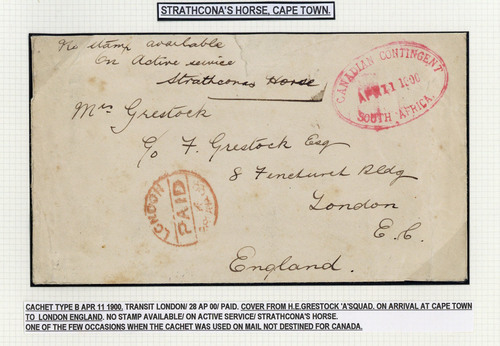 STRATHCONA'S HORSE, CAPE TOWN.
No stamp available
On Active service
Strathconas Horse
CANADIAN CONTINGENT
APR 11 1900
SOUTH AFRICA.
Mrs Grestock
C/o F. Grestock Esq
8 Fenchurch Bldg
London
E.C.
England.
LONDON
PAID
CACHET TYPE B APR 11 1900. TRANSIT LONDON/ 28 AP 00/ PAID. COVER FROM H.E.GRESTOCK 'A'SQUAD. ON ARRIVAL AT CAPE TOWN
TO LONDON ENGLAND. NO STAMP AVAILABLE/ ON ACTIVE SERVICE/ STRATHCONA'S HORSE.
ONE OF THE FEW OCCASIONS WHEN THE CACHET WAS USED ON MAIL NOT DESTINED FOR CANADA.